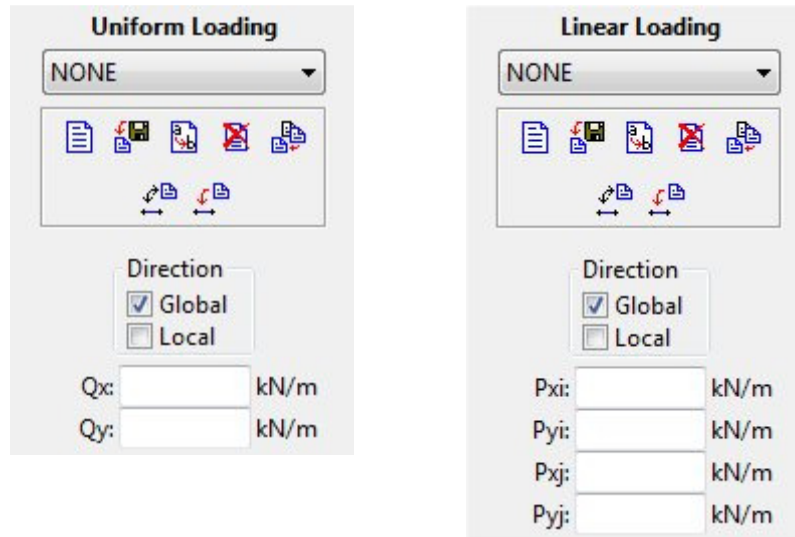 Uniform Loading
NONE
Direction
Global
Local
Qx: kN/m
Qy: kN/m
Linear Loading
NONE
Direction
Global
Local
Pxi: kN/m
Pyi: kN/m
Pxj: kN/m
Pyj: kN/m